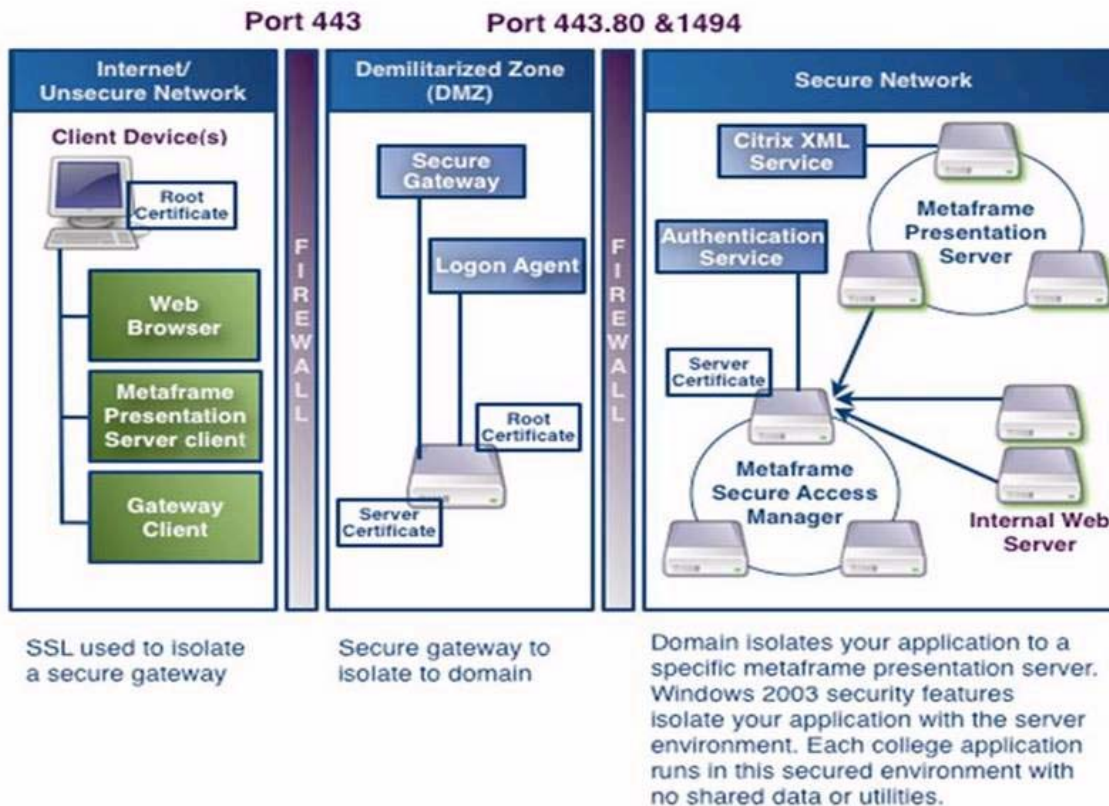 Port 443
Port 443.80 &1494
Internet/
Unsecure Network
Client Device(s)
Root
Certificate
Web
Browser
Metaframe
Presentation
Server client
Gateway
Client
FIREWALL
Demilitarized Zone
(DMZ)
Secure
Gateway
Logon Agent
Root
Certificate
Server
Certificate
FIREWALL
Secure Network
Citrix XML
Service
Metaframe
Presentation
Server
Authentication
Service
Server
Certificate
Metaframe
Secure Access
Manager
Internal Web
Server
SSL used to isolate
a secure gateway
Secure gateway to
isolate to domain
Domain isolates your application to a
specific metaframe presentation server.
Windows 2003 security features
isolate your application with the server
environment. Each college application
runs in this secured environment with
no shared data or utilities.